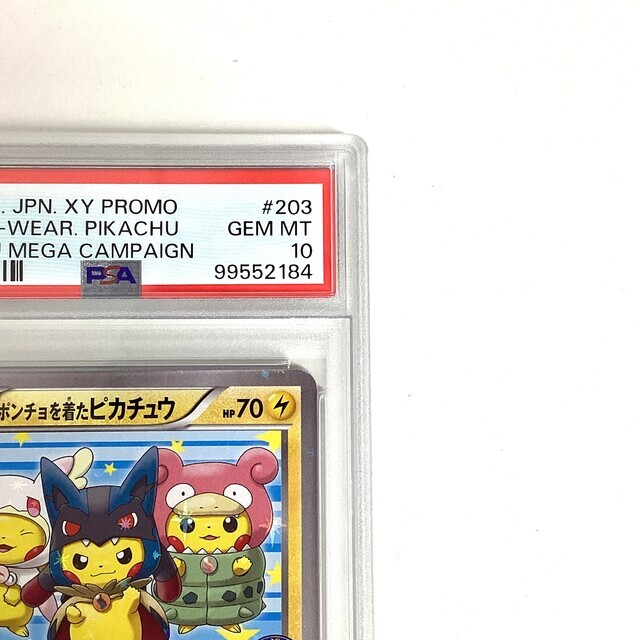 . JPN. XY PROMO #203
-WEAR. PIKACHU GEM MT
MEGA CAMPAIGN 10
99552184
PSA
ポンチョを着たピカチュウ HP70